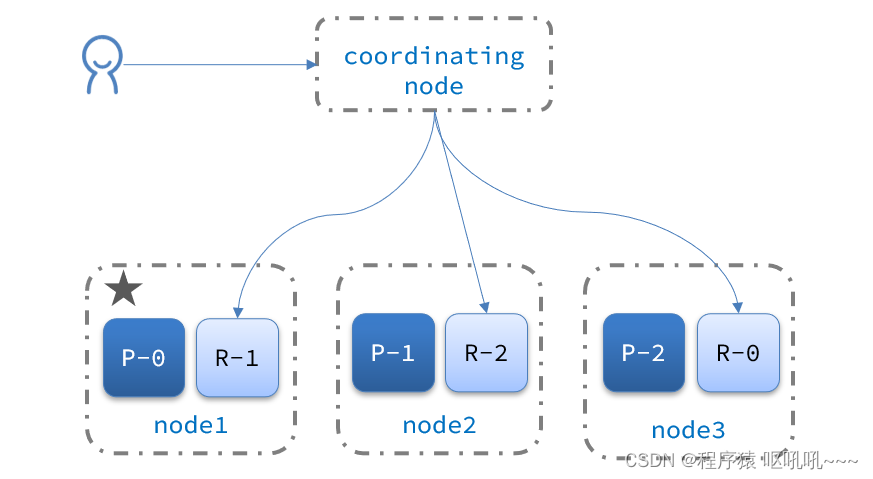 coordinating
node
P-0
R-1
P-1
R-2
P-2
R-0
node1
node2
node3
CSDN @程序猿 呕吼吼~~~